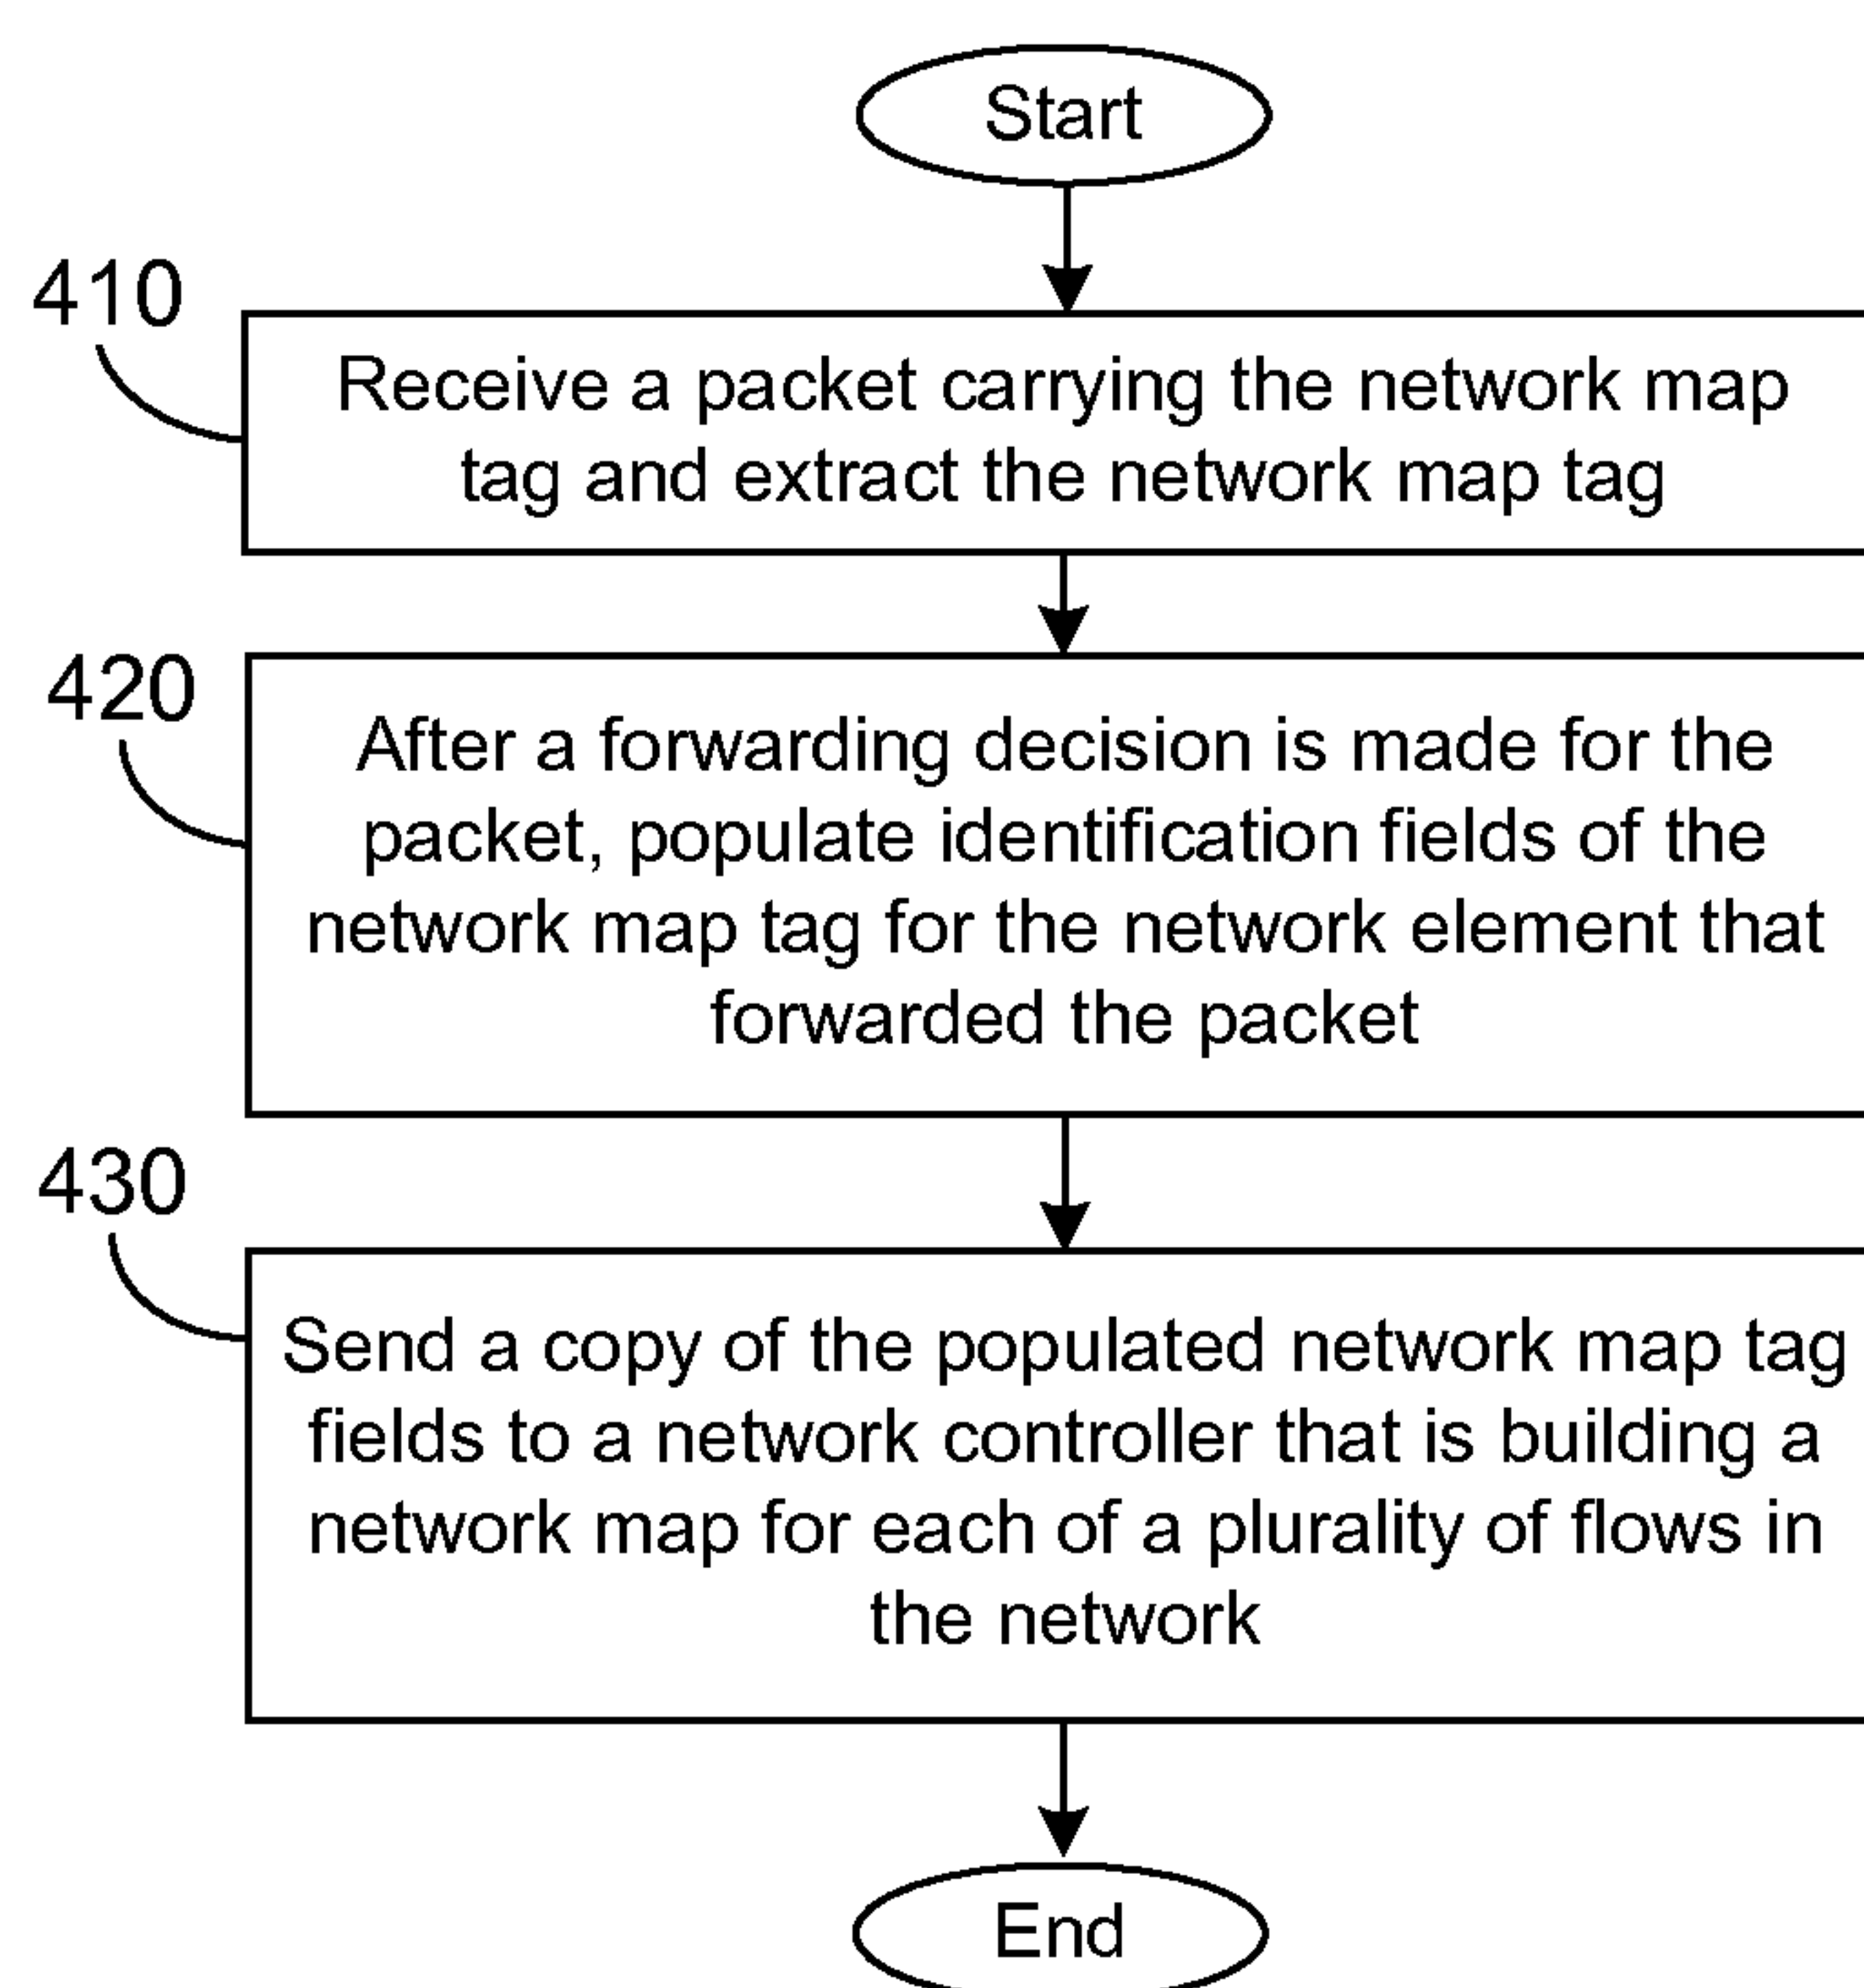 Start
410
Receive a packet carrying the network map
tag and extract the network map tag
420
After a forwarding decision is made for the
packet, populate identification fields of the
network map tag for the network element that
forwarded the packet
430
Send a copy of the populated network map tag
fields to a network controller that is building a
network map for each of a plurality of flows in
the network
End